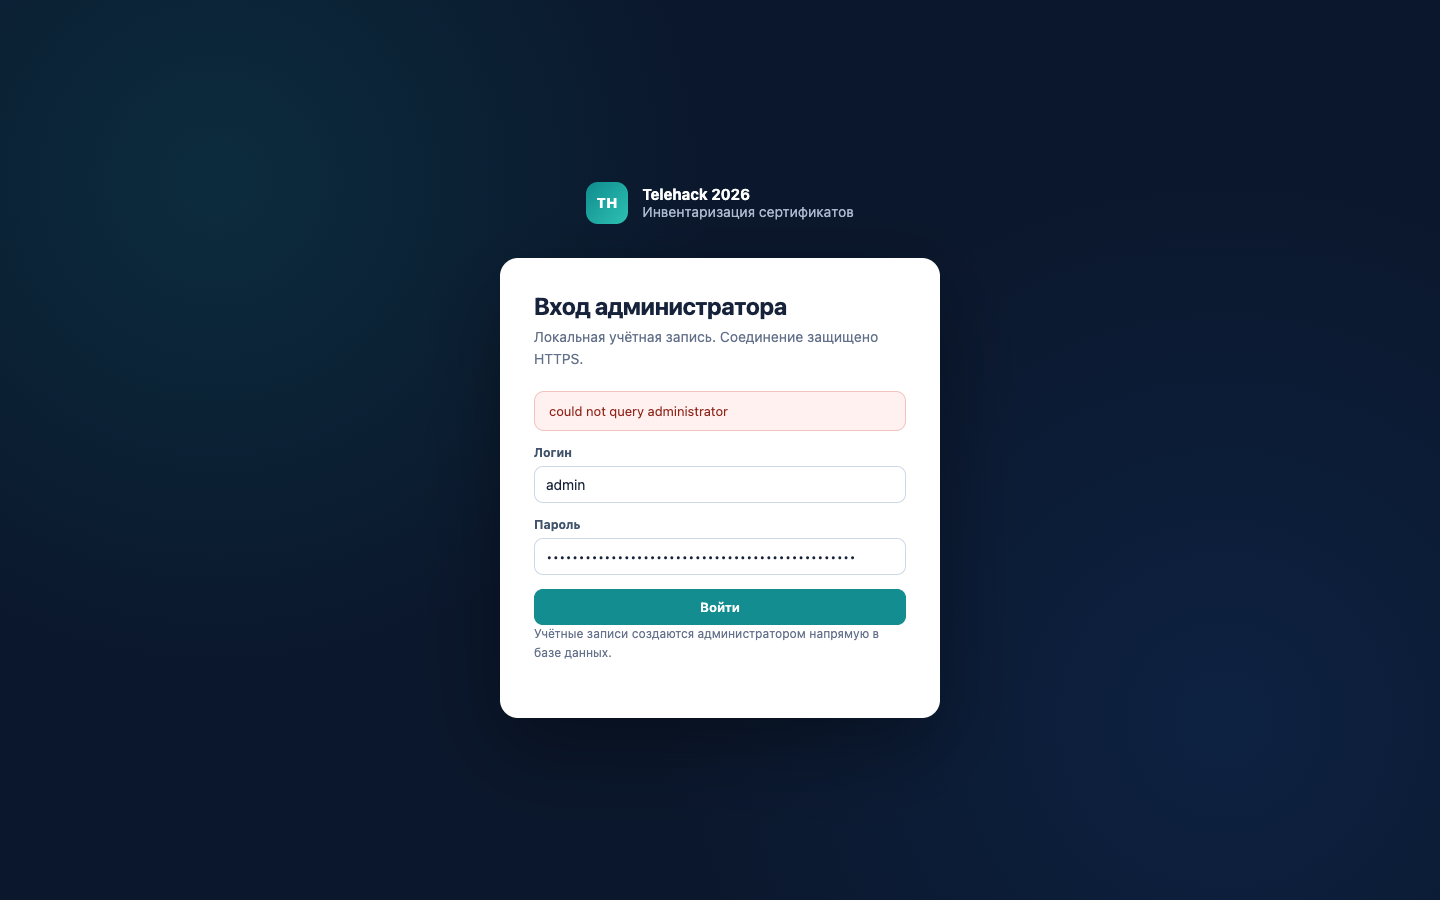 TH
Telehack 2026
Инвентаризация сертификатов
Вход администратора
Локальная учётная запись. Соединение защищено
HTTPS.
could not query administrator
Логин
admin
Пароль
Войти
Учётные записи создаются администратором напрямую в
базе данных.